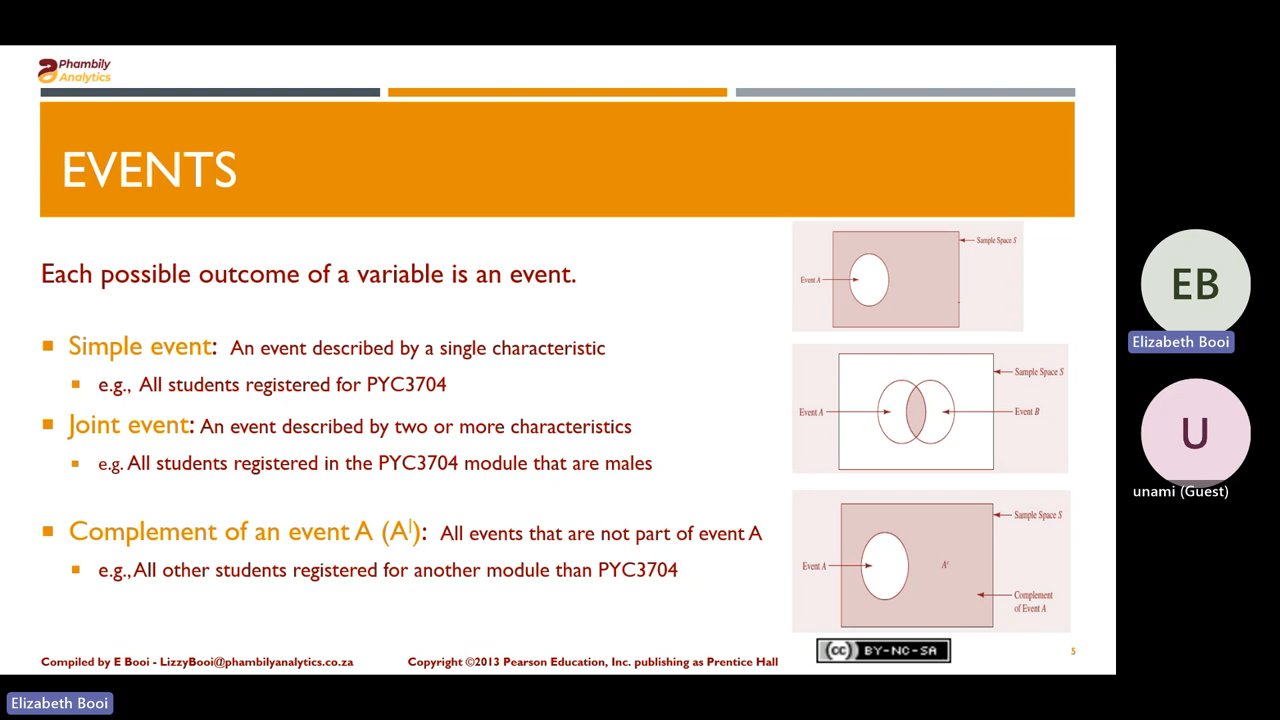 Phambily
Analytics
EVENTS
Each possible outcome of a variable is an event.
Simple event: An event described by a single characteristic
e.g., All students registered for PYC3704
Joint event: An event described by two or more characteristics
e.g. All students registered in the PYC3704 module that are males
Complement of an event A (A|): All events that are not part of event A
e.g., All other students registered for another module than PYC3704
Sample Space S
Event A
Sample Space S
Event A
Event B
Sample Space S
Event A
A'
Complement
of Event A
Compiled by E Booi - LizzyBooi@phambilyanalytics.co.za
Copyright ©2013 Pearson Education, Inc. publishing as Prentice Hall
cc BY-NC-SA
5
EB
Elizabeth Booi
U
unami (Guest)
Elizabeth Booi